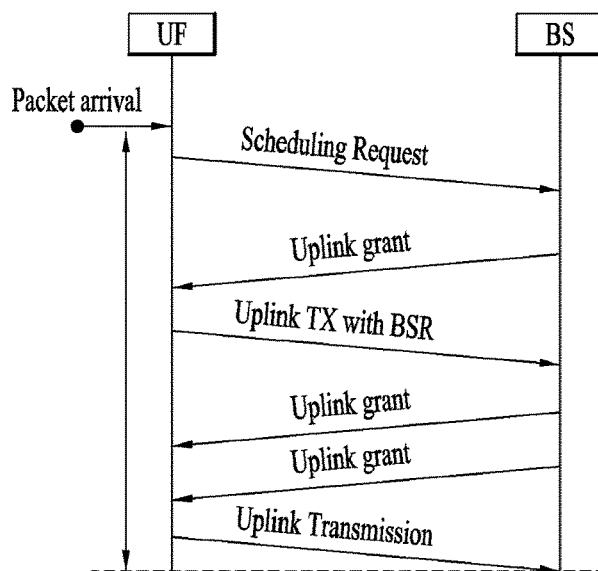 UF
BS
Packet arrival
Scheduling Request
Uplink grant
Uplink TX with BSR
Uplink grant
Uplink grant
Uplink Transmission